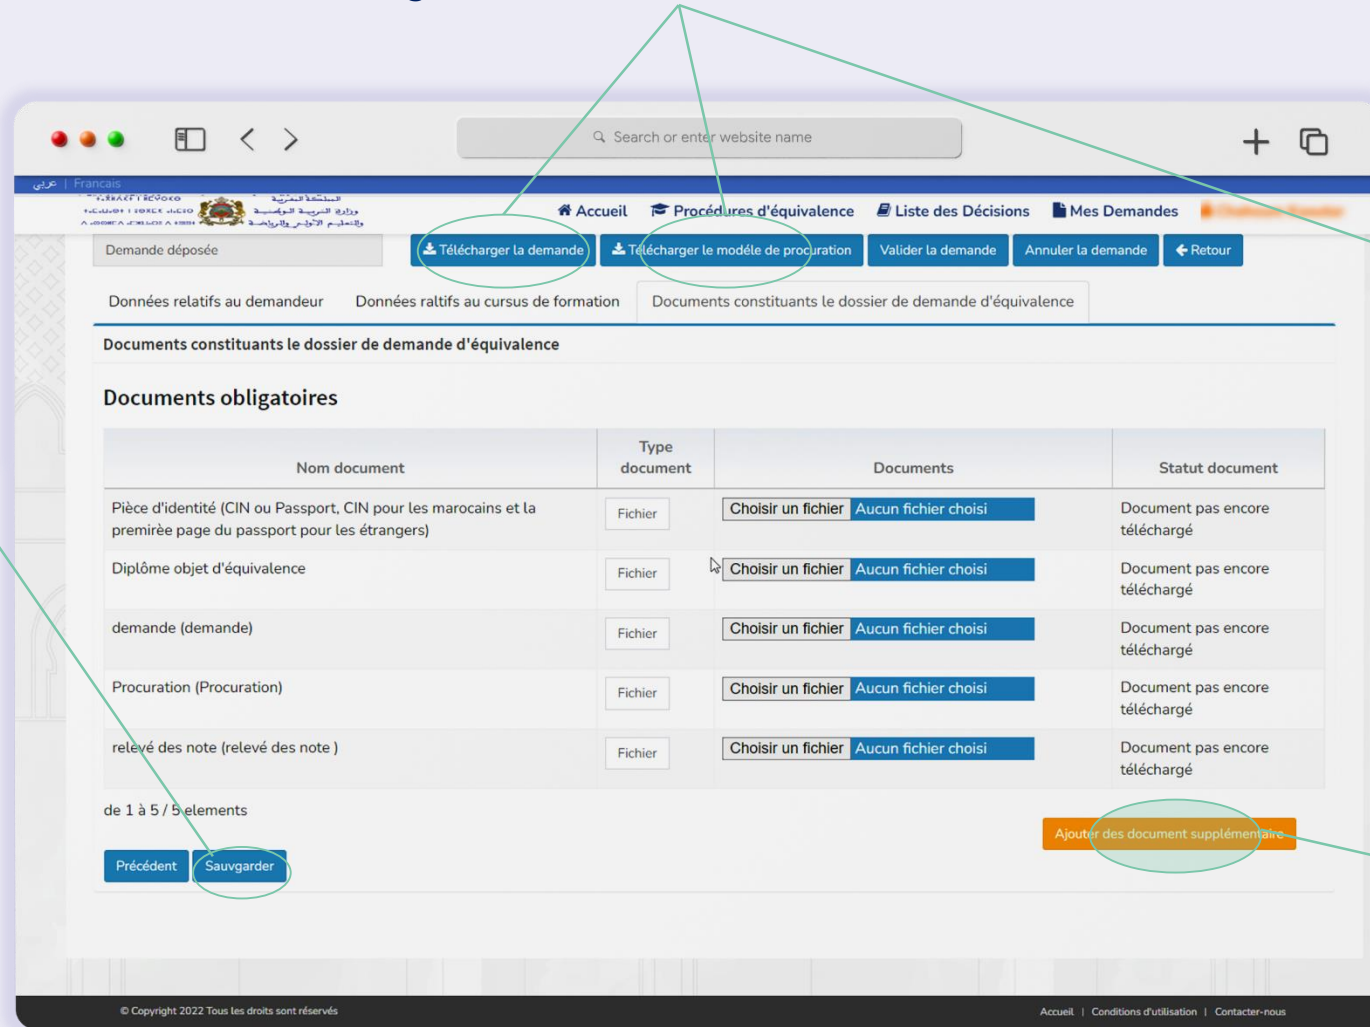 Search or enter website name
عربي | Francais
المملكة المغربية
وزارة التربية الوطنية
والتعليم الأولي والرياضة
Accueil Procédures d'équivalence Liste des Décisions Mes Demandes
Demande déposée Télécharger la demande Télécharger le modéle de procuration Valider la demande Annuler la demande Retour
Données relatifs au demandeur Données raltifs au cursus de formation Documents constituants le dossier de demande d'équivalence
Documents constituants le dossier de demande d'équivalence
Documents obligatoires
Nom document Type document Documents Statut document
Pièce d'identité (CIN ou Passport, CIN pour les marocains et la
premirèe page du passport pour les étrangers)
Fichier Choisir un fichier Aucun fichier choisi
Document pas encore
téléchargé
Diplôme objet d'équivalence
Fichier Choisir un fichier Aucun fichier choisi
Document pas encore
téléchargé
demande (demande)
Fichier Choisir un fichier Aucun fichier choisi
Document pas encore
téléchargé
Procuration (Procuration)
Fichier Choisir un fichier Aucun fichier choisi
Document pas encore
téléchargé
relevé des note (relevé des note )
Fichier Choisir un fichier Aucun fichier choisi
Document pas encore
téléchargé
de 1 à 5 / 5 elements
Ajouter des document supplémentaire
Précédent Sauvgarder
© Copyright 2022 Tous les droits sont réservés
Accueil | Conditions d'utilisation | Contacter-nous